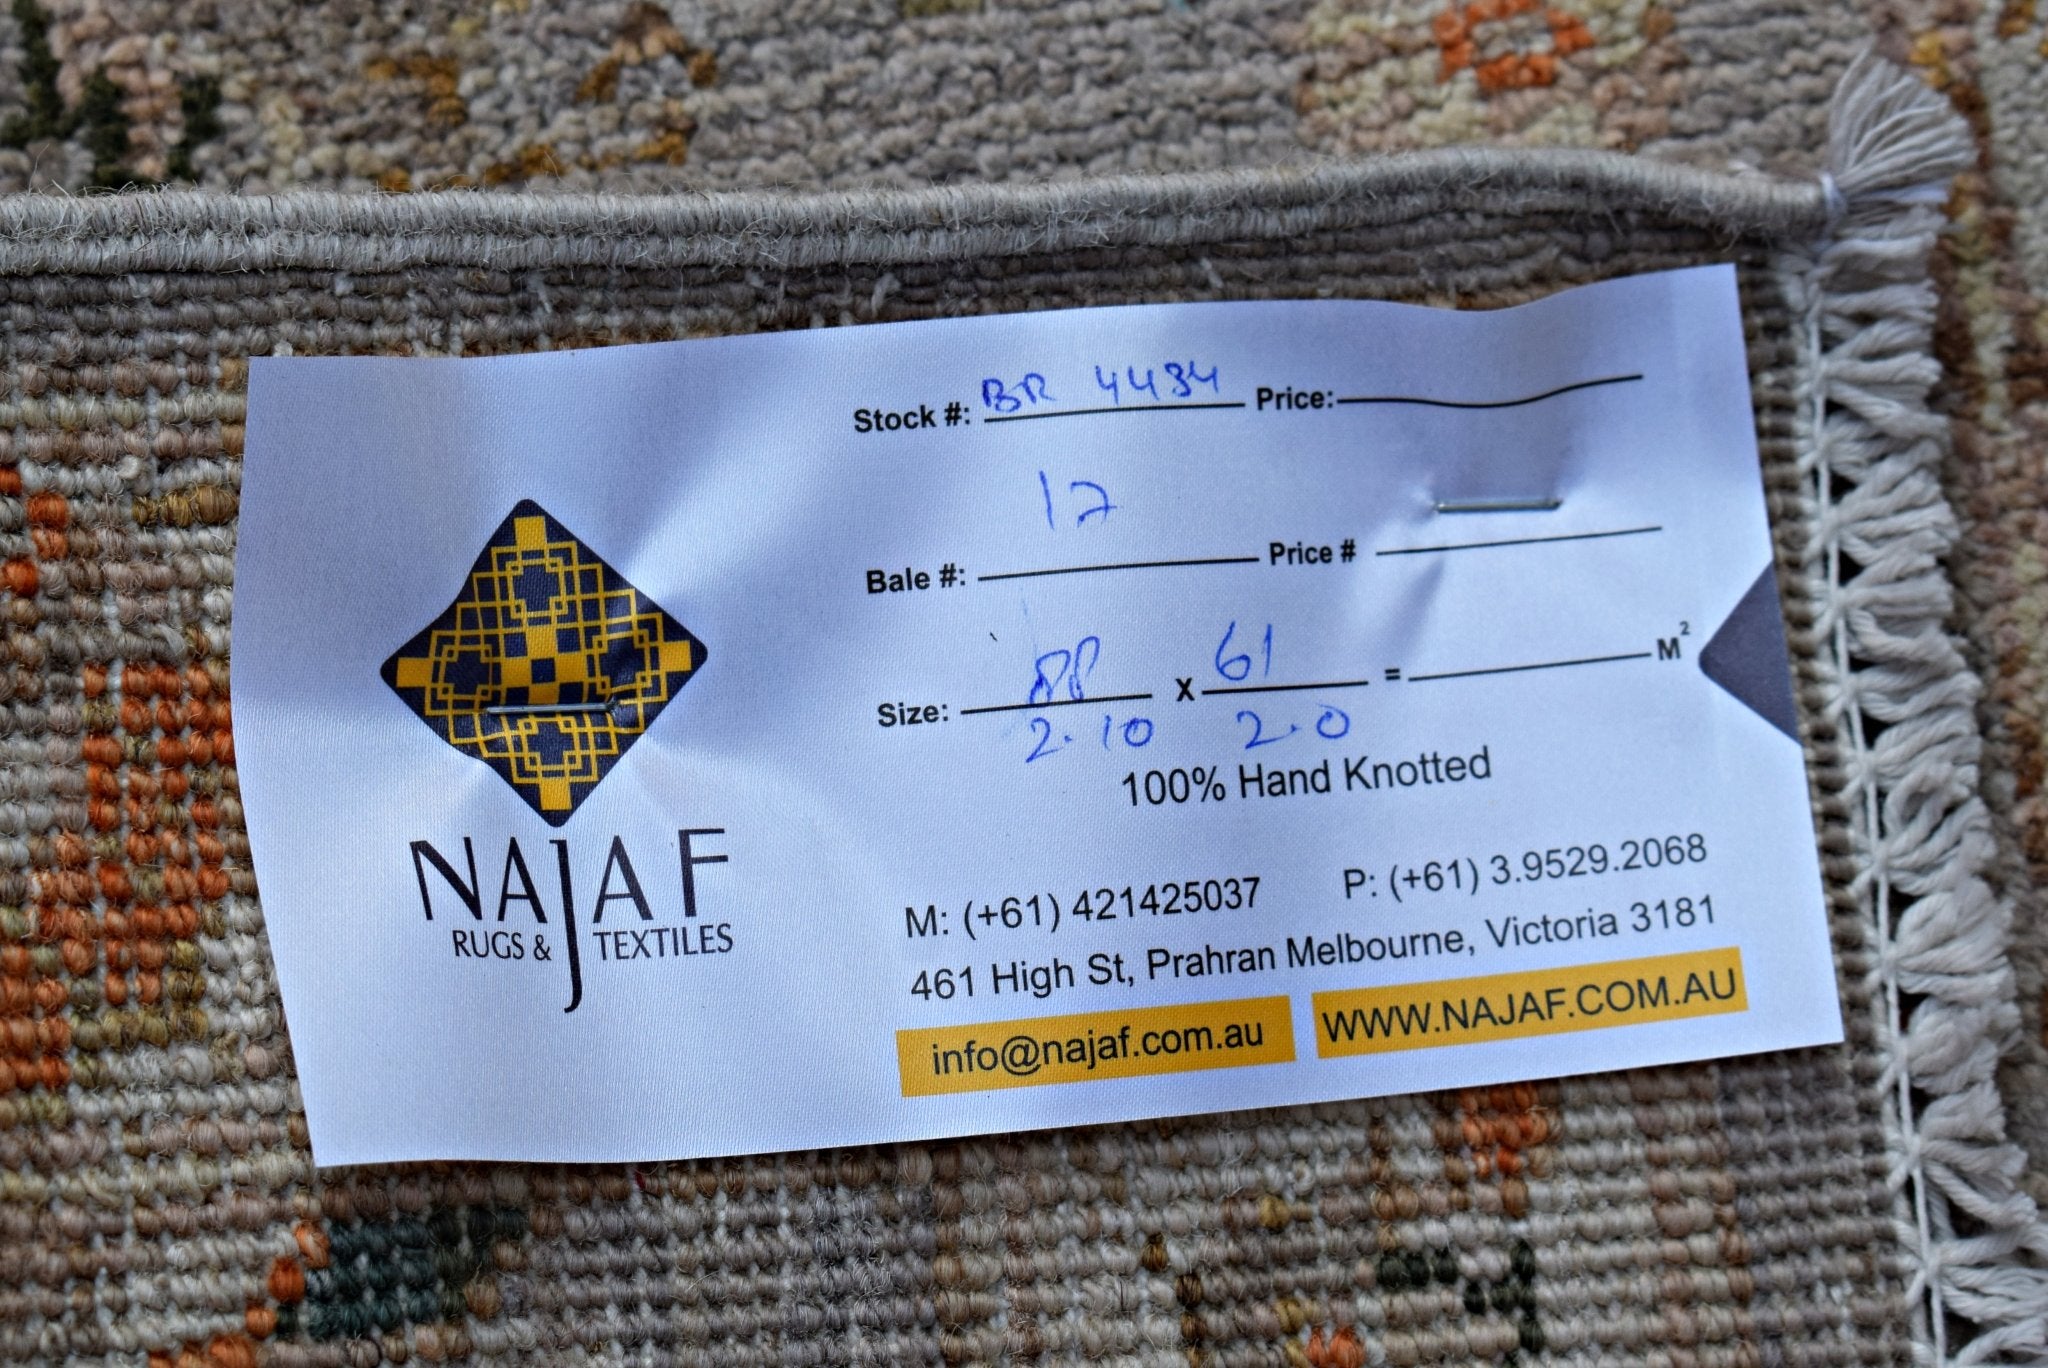 Stock #: BR 4434 Price:
17
Bale #: Price #
Size: 88 x 61 = M²
2.10 2.0
100% Hand Knotted
NAJAF
RUGS & TEXTILES
M: (+61) 421425037 P: (+61) 3.9529.2068
461 High St, Prahran Melbourne, Victoria 3181
info@najaf.com.au WWW.NAJAF.COM.AU